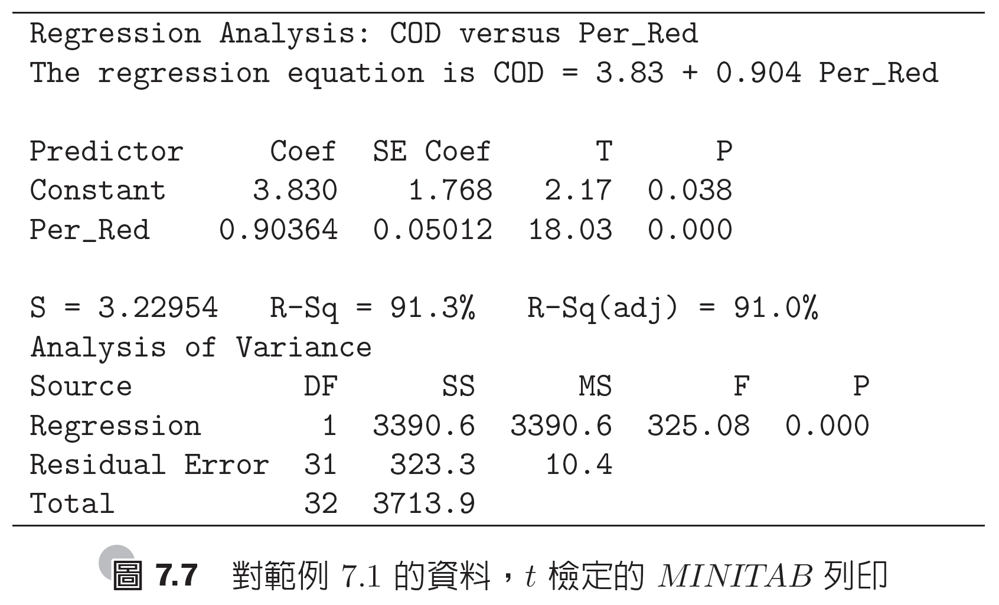 Regression Analysis: COD versus Per_Red
The regression equation is COD = 3.83 + 0.904 Per_Red
Predictor Coef SE Coef T P
Constant 3.830 1.768 2.17 0.038
Per_Red 0.90364 0.05012 18.03 0.000
S = 3.22954 R-Sq = 91.3% R-Sq(adj) = 91.0%
Analysis of Variance
Source DF SS MS F P
Regression 1 3390.6 3390.6 325.08 0.000
Residual Error 31 323.3 10.4
Total 32 3713.9
圖 7.7 對範例 7.1 的資料，t 檢定的 MINITAB 列印